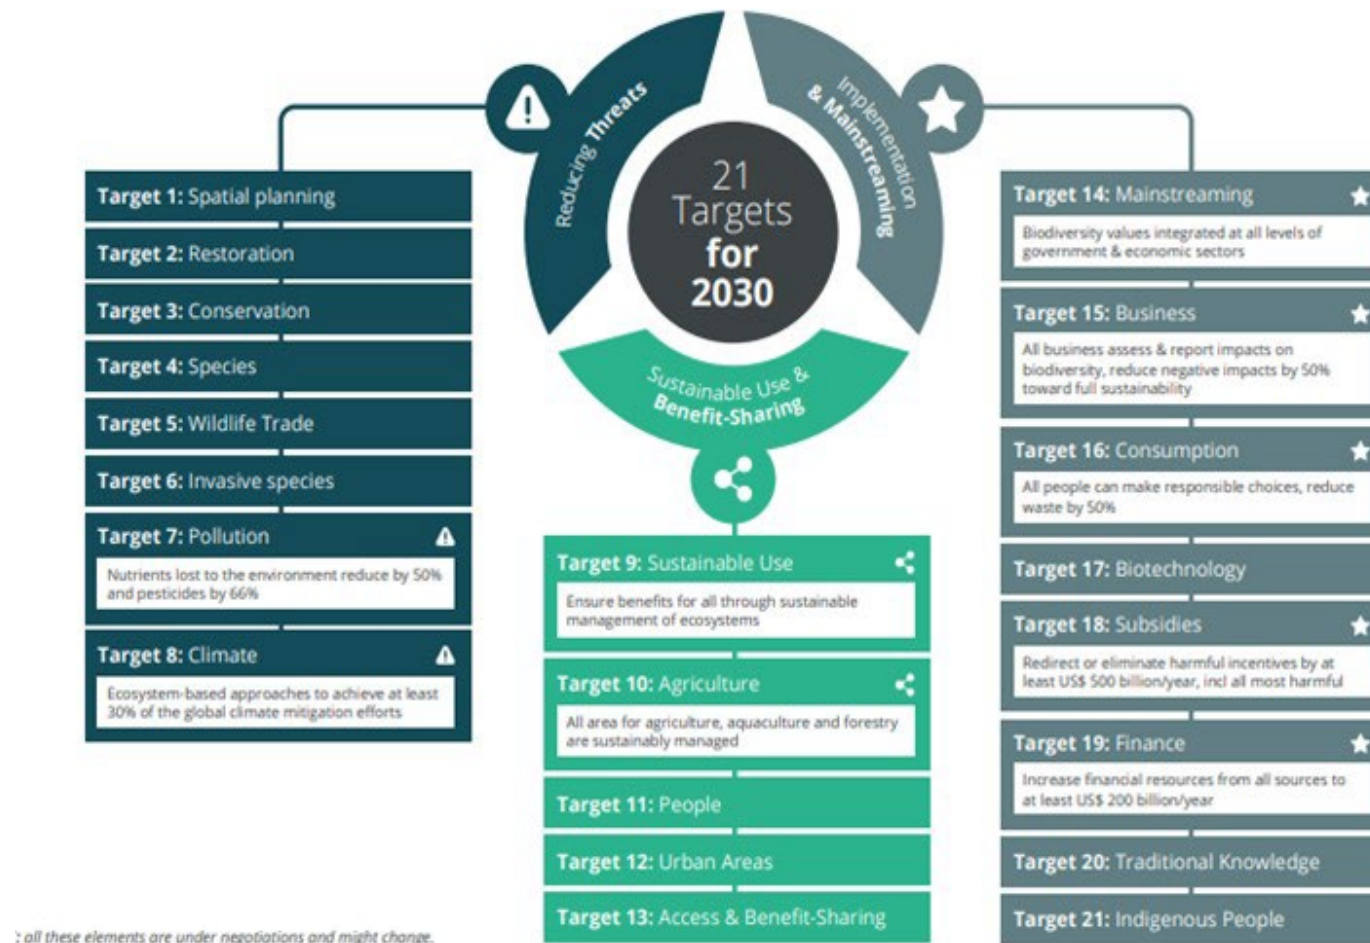 Reducing Threats
Implementation
& Mainstreaming
21
Targets
for
2030
Sustainable Use &
Benefit-Sharing
Target 1: Spatial planning
Target 2: Restoration
Target 3: Conservation
Target 4: Species
Target 5: Wildlife Trade
Target 6: Invasive species
Target 7: Pollution
Nutrients lost to the environment reduce by 50%
and pesticides by 66%
Target 8: Climate
Ecosystem-based approaches to achieve at least
30% of the global climate mitigation efforts
Target 9: Sustainable Use
Ensure benefits for all through sustainable
management of ecosystems
Target 10: Agriculture
All area for agriculture, aquaculture and forestry
are sustainably managed
Target 11: People
Target 12: Urban Areas
Target 13: Access & Benefit-Sharing
Target 14: Mainstreaming
Biodiversity values integrated at all levels of
government & economic sectors
Target 15: Business
All business assess & report impacts on
biodiversity, reduce negative impacts by 50%
toward full sustainability
Target 16: Consumption
All people can make responsible choices, reduce
waste by 50%
Target 17: Biotechnology
Target 18: Subsidies
Redirect or eliminate harmful incentives by at
least US$ 500 billion/year, incl all most harmful
Target 19: Finance
Increase financial resources from all sources to
at least US$ 200 billion/year
Target 20: Traditional Knowledge
Target 21: Indigenous People
: all these elements are under negotiations and might change.